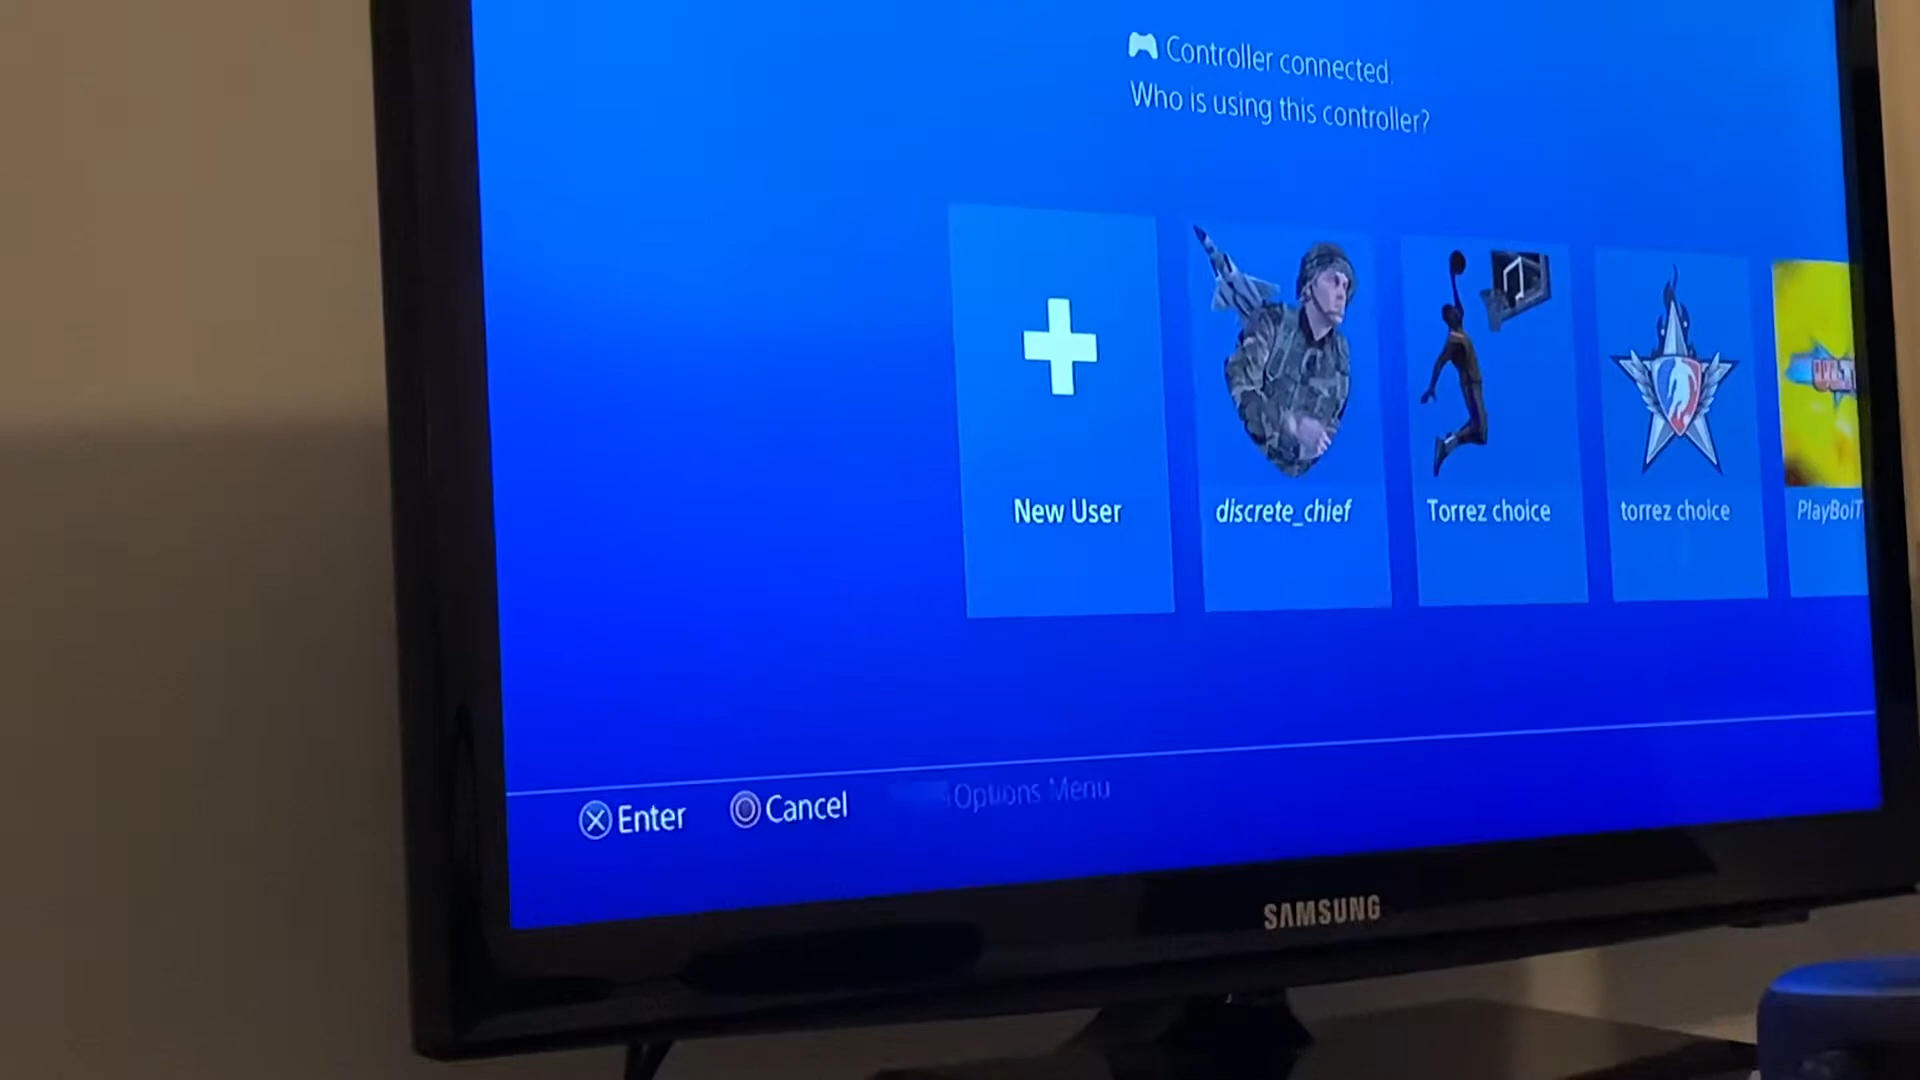 Controller connected.
Who is using this controller?
New User
discrete_chief
Torrez choice
torrez choice
PlayBoiT
Enter
Cancel
Options Menu
SAMSUNG